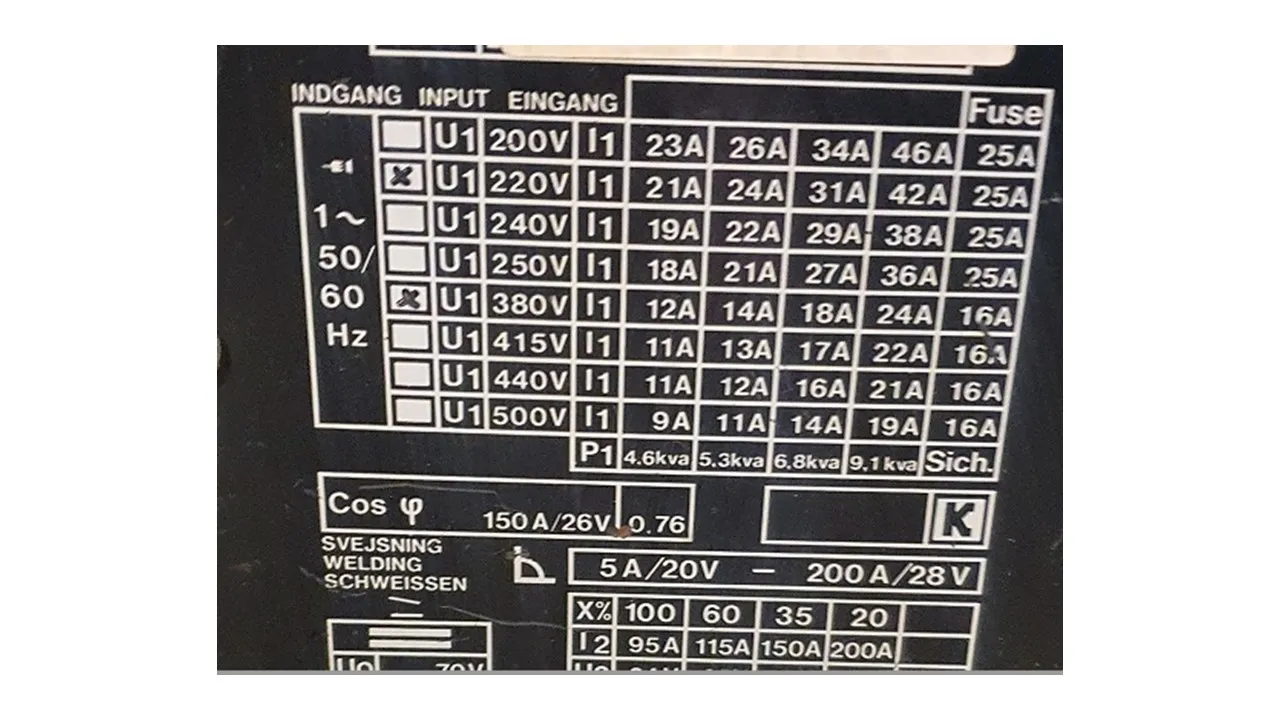 INDGANG INPUT EINGANG Fuse
U1 200V I1 23A 26A 34A 46A 25A
U1 220V I1 21A 24A 31A 42A 25A
1~ U1 240V I1 19A 22A 29A 38A 25A
50/ U1 250V I1 18A 21A 27A 36A 25A
60 U1 380V I1 12A 14A 18A 24A 16A
Hz U1 415V I1 11A 13A 17A 22A 16A
U1 440V I1 11A 12A 16A 21A 16A
U1 500V I1 9A 11A 14A 19A 16A
P1 4.6kva 5.3kva 6.8kva 9.1kva Sich.
Cos φ 150A/26V 0.76
K
SVEJSNING
WELDING
SCHWEISSEN
5A/20V – 200A/28V
X% 100 60 35 20
I2 95A 115A 150A 200A
70V